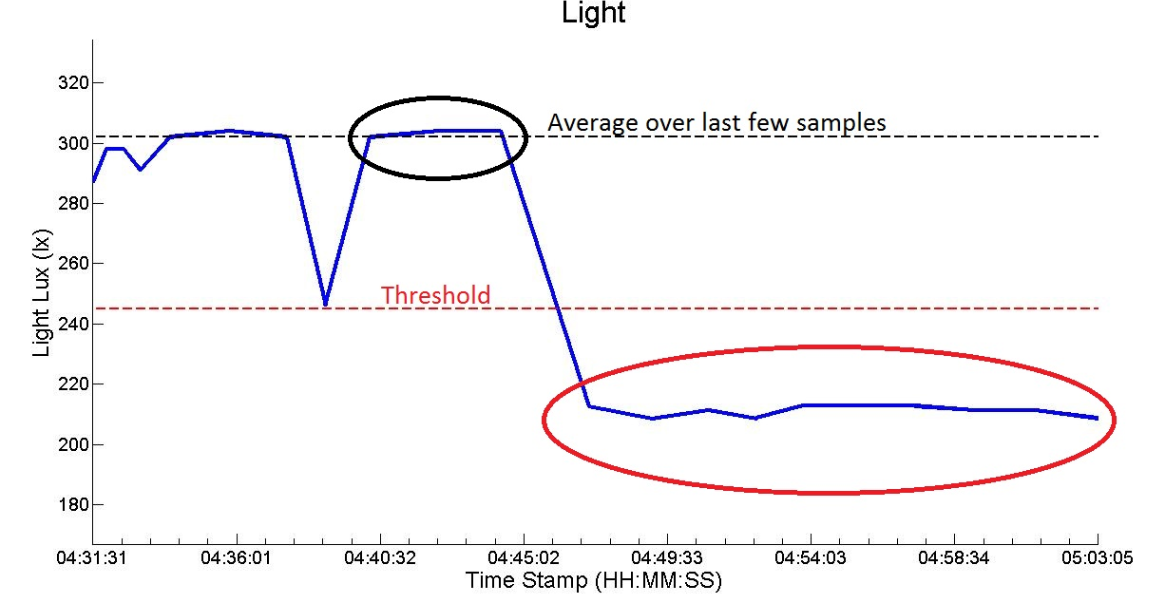 Light
320
300
280
260
240
220
200
180
Light Lux (lx)
Average over last few samples
Threshold
04:31:31 04:36:01 04:40:32 04:45:02 04:49:33 04:54:03 04:58:34 05:03:05
Time Stamp (HH:MM:SS)